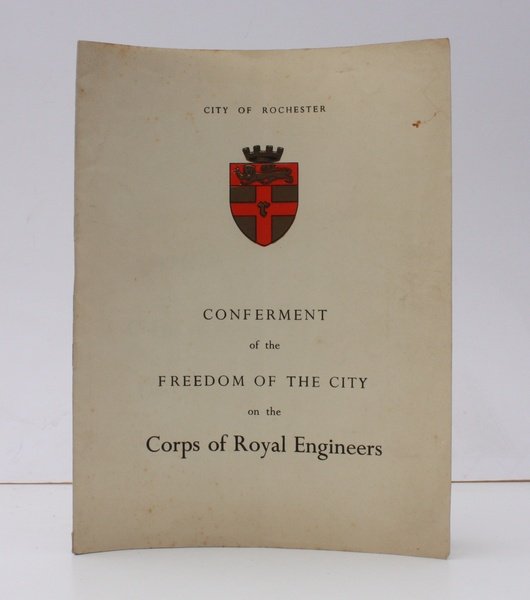 CITY OF ROCHESTER
r
CONFERMENT
of the
FREEDOM OF THE CITY
on the
Corps of Royal Engineers